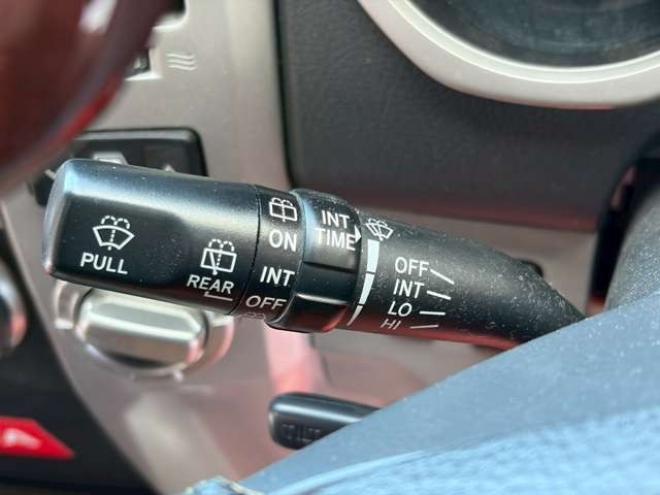 PULL
REAR
ON
INT
OFF
INT
TIME
OFF
INT
LO
HI